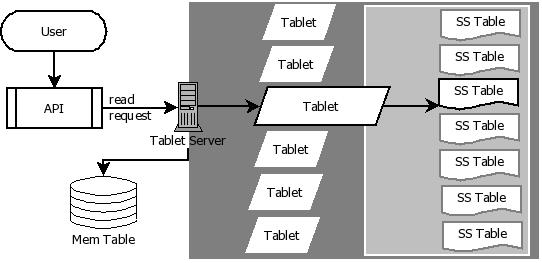 User
API
read
request
Tablet Server
Mem Table
Tablet
Tablet
Tablet
Tablet
Tablet
Tablet
SS Table
SS Table
SS Table
SS Table
SS Table
SS Table
SS Table